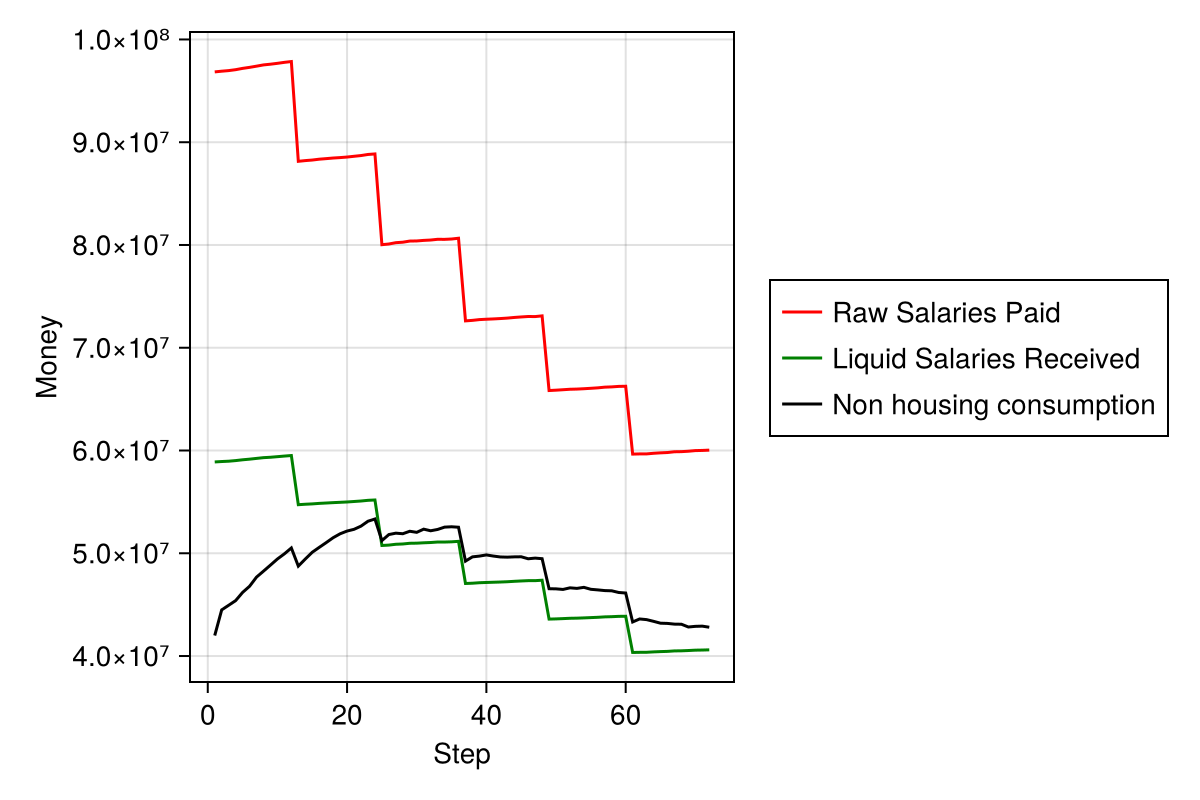 1.0×10⁸
9.0×10⁷
8.0×10⁷
7.0×10⁷
6.0×10⁷
5.0×10⁷
4.0×10⁷
Money
0 20 40 60
Step
Raw Salaries Paid
Liquid Salaries Received
Non housing consumption